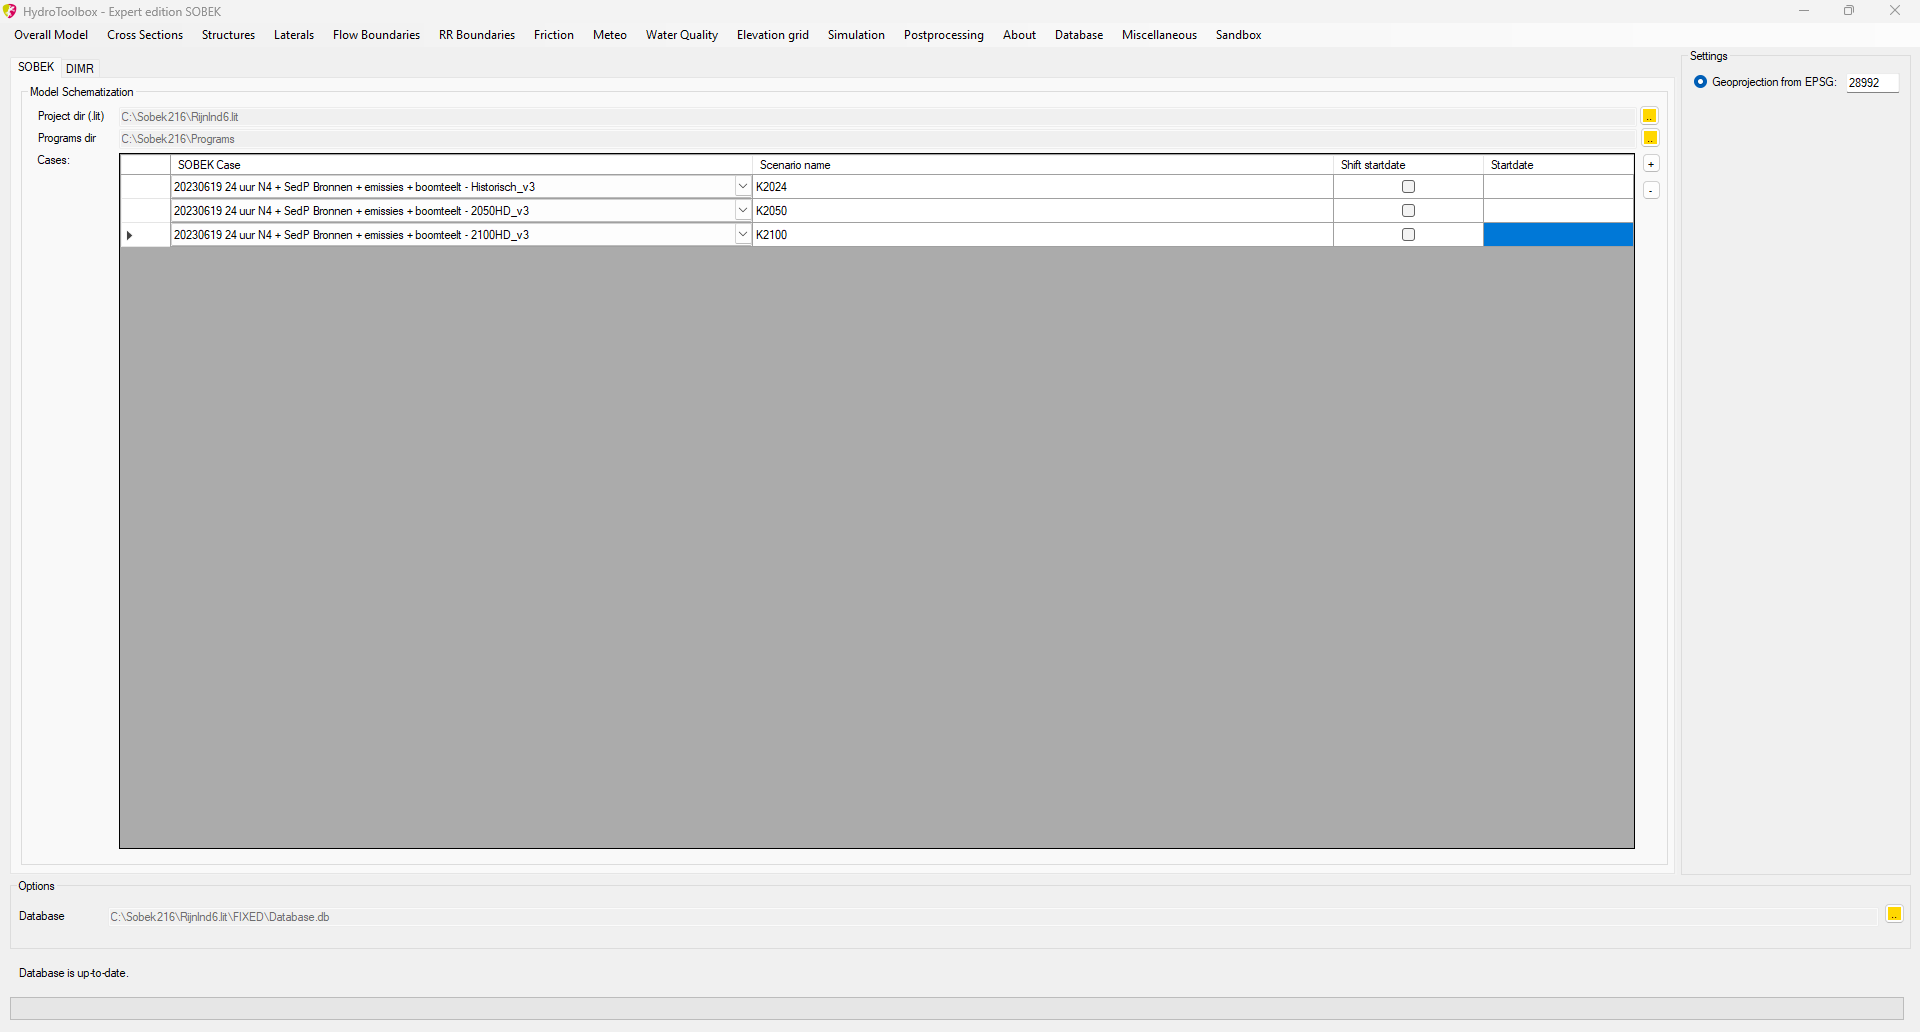 HydroToolbox - Expert edition SOBEK
Overall Model Cross Sections Structures Laterals Flow Boundaries RR Boundaries Friction Meteo Water Quality Elevation grid Simulation Postprocessing About Database Miscellaneous Sandbox
SOBEK DIMR
Model Schematization
Project dir (.lit) C:\Sobek216\Rijnlnd6.lit ..
Programs dir C:\Sobek216\Programs ..
Cases:
SOBEK Case Scenario name Shift startdate Startdate +
20230619 24 uur N4 + SedP Bronnen + emissies + boomteelt - Historisch_v3 K2024 -
20230619 24 uur N4 + SedP Bronnen + emissies + boomteelt - 2050HD_v3 K2050
20230619 24 uur N4 + SedP Bronnen + emissies + boomteelt - 2100HD_v3 K2100
Settings
Geoprojection from EPSG: 28992
Options
Database C:\Sobek216\Rijnlnd6.lit\FIXED\Database.db ..
Database is up-to-date.